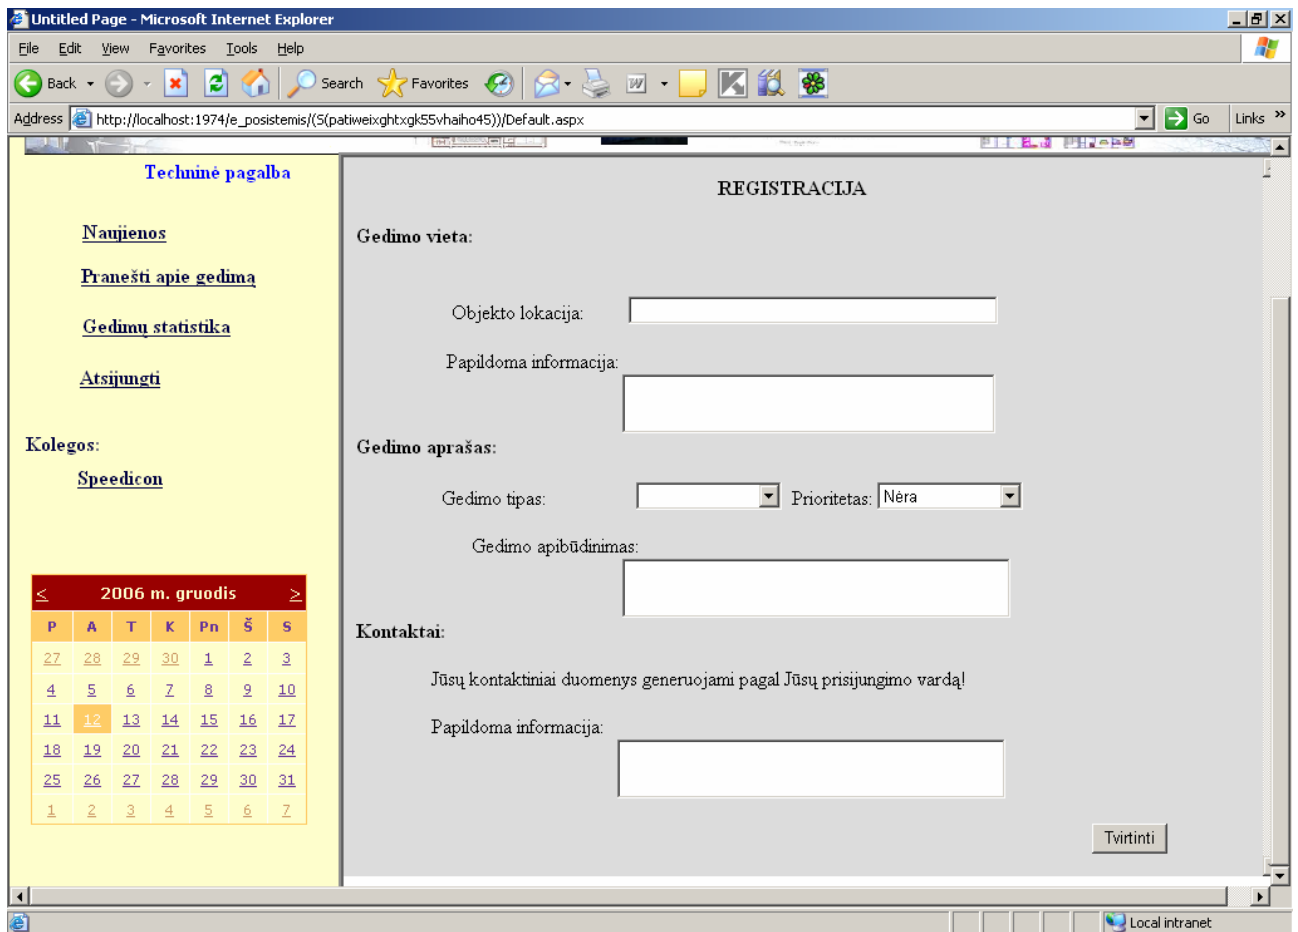 Untitled Page - Microsoft Internet Explorer
File Edit View Favorites Tools Help
Back Search Favorites
Address http://localhost:1974/e_posistemis/(S(patiweixghtxgk55vhaiho45))/Default.aspx Go Links »
Techninė pagalba
Naujienos
Pranešti apie gedimą
Gedimų statistika
Atsijungti
Kolegos:
Speedicon
< 2006 m. gruodis >
P A T K Pn Š S
27 28 29 30 1 2 3
4 5 6 7 8 9 10
11 12 13 14 15 16 17
18 19 20 21 22 23 24
25 26 27 28 29 30 31
1 2 3 4 5 6 7
REGISTRACIJA
Gedimo vieta:
Objekto lokacija:
Papildoma informacija:
Gedimo aprašas:
Gedimo tipas: Prioritetas: Nėra
Gedimo apibūdinimas:
Kontaktai:
Jūsų kontaktiniai duomenys generuojami pagal Jūsų prisijungimo vardą!
Papildoma informacija:
Tvirtinti
Local intranet